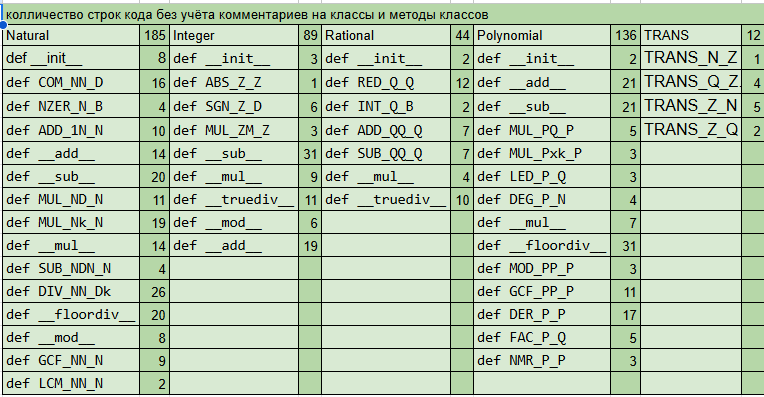 колличество строк кода без учёта комментариев на классы и методы классов
Natural 185 Integer 89 Rational 44 Polynomial 136 TRANS 12
def __init__ 8 def __init__ 3 def __init__ 2 def __init__ 2 TRANS_N_Z 1
def COM_NN_D 16 def ABS_Z_Z 1 def RED_Q_Q 12 def __add__ 21 TRANS_Q_Z 4
def NZER_N_B 4 def SGN_Z_D 6 def INT_Q_B 2 def __sub__ 21 TRANS_Z_N 5
def ADD_1N_N 10 def MUL_ZM_Z 3 def ADD_QQ_Q 7 def MUL_PQ_P 5 TRANS_Z_Q 2
def __add__ 14 def __sub__ 31 def SUB_QQ_Q 7 def MUL_Pxk_P 3
def __sub__ 20 def __mul__ 9 def __mul__ 4 def LED_P_Q 3
def MUL_ND_N 11 def __truediv__ 11 def __truediv__ 10 def DEG_P_N 4
def MUL_Nk_N 19 def __mod__ 6 def __mul__ 7
def __mul__ 14 def __add__ 19 def __floordiv__ 31
def SUB_NDN_N 4 def MOD_PP_P 3
def DIV_NN_Dk 26 def GCF_PP_P 11
def __floordiv__ 20 def DER_P_P 17
def __mod__ 8 def FAC_P_Q 5
def GCF_NN_N 9 def NMR_P_P 3
def LCM_NN_N 2